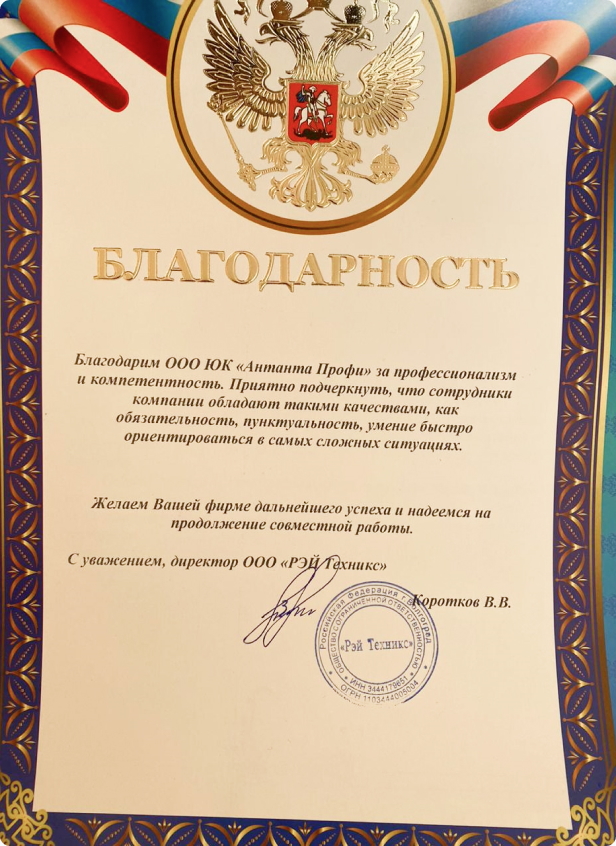 БЛАГОДАРНОСТЬ
Благодарим ООО ЮК «Антанта Профи» за профессионализм
и компетентность. Приятно подчеркнуть, что сотрудники
компании обладают такими качествами, как
обязательность, пунктуальность, умение быстро
ориентироваться в самых сложных ситуациях.
Желаем Вашей фирме дальнейшего успеха и надеемся на
продолжение совместной работы.
С уважением, директор ООО «РЭЙ Техникс»
Коротков В.В.
Российская Федерация г. Волгоград
ОБЩЕСТВО С ОГРАНИЧЕННОЙ ОТВЕТСТВЕННОСТЬЮ
«Рэй Техникс»
ИНН 3444179651
ОГРН 1103444005004